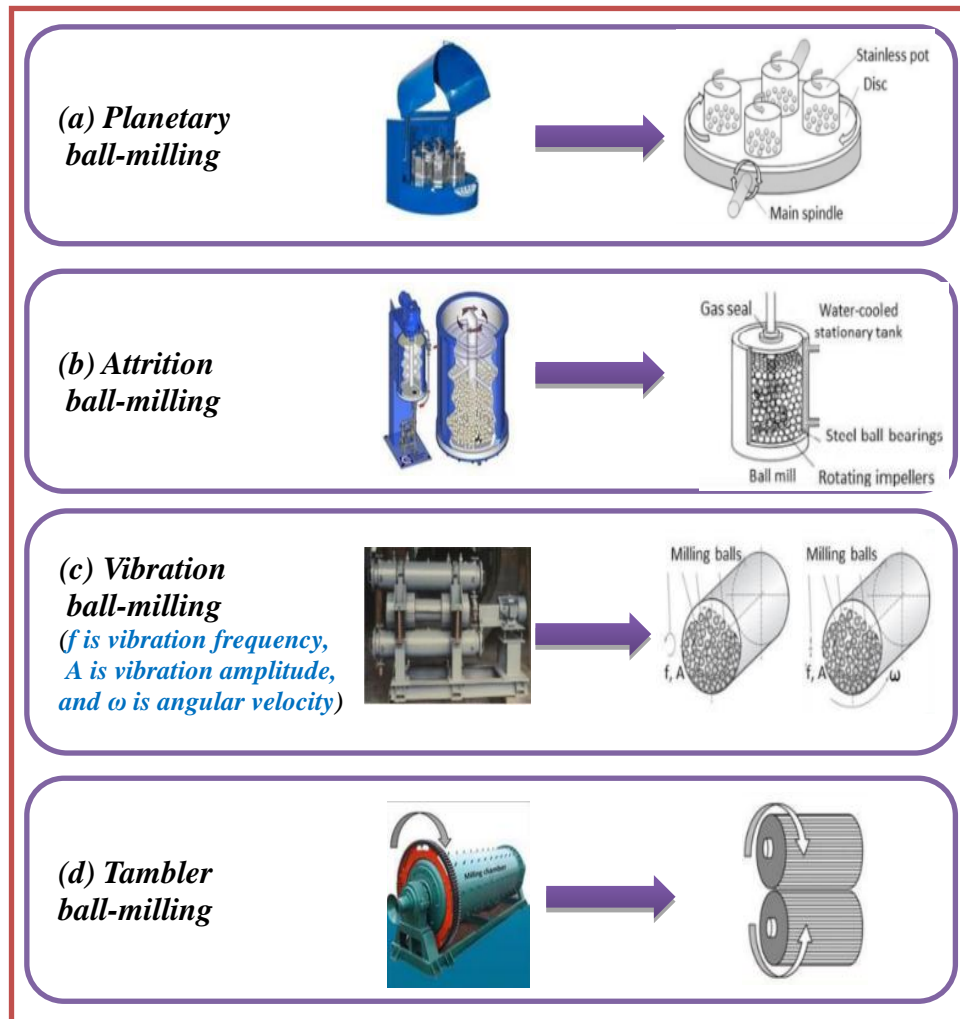 (a) Planetary
ball-milling
Stainless pot
Disc
Main spindle
(b) Attrition
ball-milling
Gas seal
Water-cooled
stationary tank
Steel ball bearings
Ball mill
Rotating impellers
(c) Vibration
ball-milling
(f is vibration frequency,
A is vibration amplitude,
and ω is angular velocity)
Milling balls
f, A
Milling balls
f, A
ω
(d) Tambler
ball-milling
Milling chamber